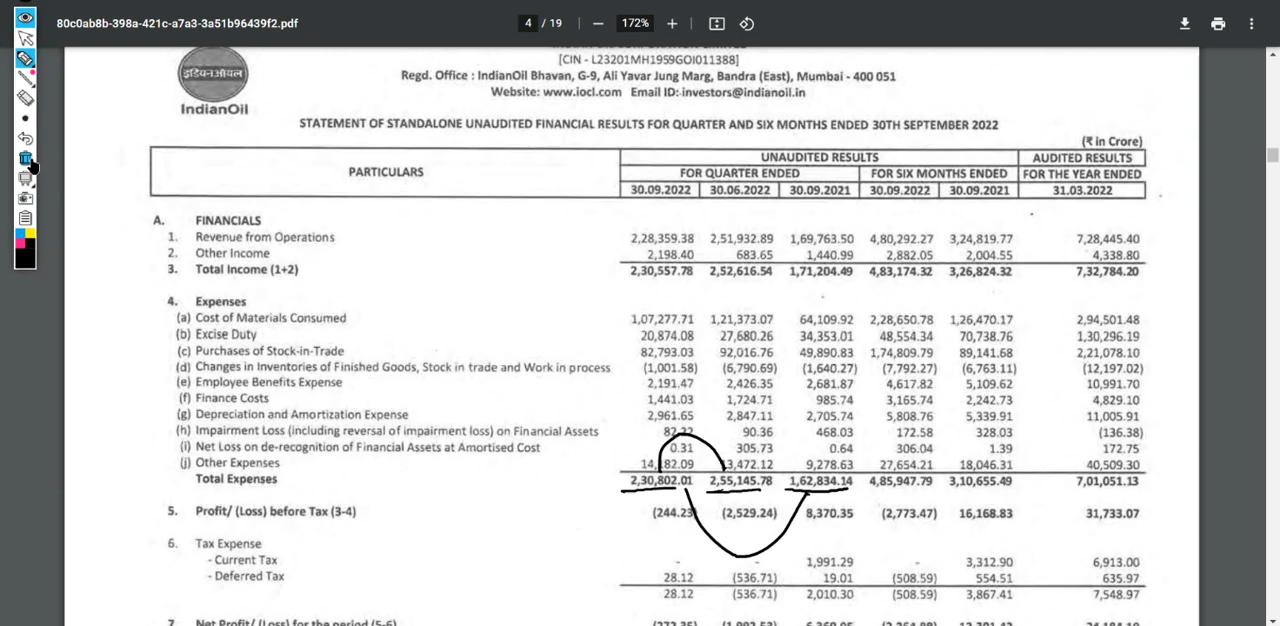 80c0ab8b-398a-421c-a7a3-3a51b96439f2.pdf 4 / 19 172%
[CIN - L23201MH1959GOI011388]
इंडियनऑयल
Regd. Office : IndianOil Bhavan, G-9, Ali Yavar Jung Marg, Bandra (East), Mumbai - 400 051
Website: www.iocl.com Email ID: investors@indianoil.in
IndianOil
STATEMENT OF STANDALONE UNAUDITED FINANCIAL RESULTS FOR QUARTER AND SIX MONTHS ENDED 30TH SEPTEMBER 2022
(₹ in Crore)
PARTICULARS UNAUDITED RESULTS AUDITED RESULTS
FOR QUARTER ENDED FOR SIX MONTHS ENDED FOR THE YEAR ENDED
30.09.2022 30.06.2022 30.09.2021 30.09.2022 30.09.2021 31.03.2022
A. FINANCIALS
1. Revenue from Operations 2,28,359.38 2,51,932.89 1,69,763.50 4,80,292.27 3,24,819.77 7,28,445.40
2. Other Income 2,198.40 683.65 1,440.99 2,882.05 2,004.55 4,338.80
3. Total Income (1+2) 2,30,557.78 2,52,616.54 1,71,204.49 4,83,174.32 3,26,824.32 7,32,784.20
4. Expenses
(a) Cost of Materials Consumed 1,07,277.71 1,21,373.07 64,109.92 2,28,650.78 1,26,470.17 2,94,501.48
(b) Excise Duty 20,874.08 27,680.26 34,353.01 48,554.34 70,738.76 1,30,296.19
(c) Purchases of Stock-in-Trade 82,793.03 92,016.76 49,890.83 1,74,809.79 89,141.68 2,21,078.10
(d) Changes in Inventories of Finished Goods, Stock in trade and Work in process (1,001.58) (6,790.69) (1,640.27) (7,792.27) (6,763.11) (12,197.02)
(e) Employee Benefits Expense 2,191.47 2,426.35 2,681.87 4,617.82 5,109.62 10,991.70
(f) Finance Costs 1,441.03 1,724.71 985.74 3,165.74 2,242.73 4,829.10
(g) Depreciation and Amortization Expense 2,961.65 2,847.11 2,705.74 5,808.76 5,339.91 11,005.91
(h) Impairment Loss (including reversal of impairment loss) on Financial Assets 82.22 90.36 468.03 172.58 328.03 (136.38)
(i) Net Loss on de-recognition of Financial Assets at Amortised Cost 0.31 305.73 0.64 306.04 1.39 172.75
(j) Other Expenses 14,182.09 13,472.12 9,278.63 27,654.21 18,046.31 40,509.30
Total Expenses 2,30,802.01 2,55,145.78 1,62,834.14 4,85,947.79 3,10,655.49 7,01,051.13
5. Profit/ (Loss) before Tax (3-4) (244.23) (2,529.24) 8,370.35 (2,773.47) 16,168.83 31,733.07
6. Tax Expense
- Current Tax - - 1,991.29 - 3,312.90 6,913.00
- Deferred Tax 28.12 (536.71) 19.01 (508.59) 554.51 635.97
28.12 (536.71) 2,010.30 (508.59) 3,867.41 7,548.97
7. Net Profit/ (Loss) for the period (5-6)